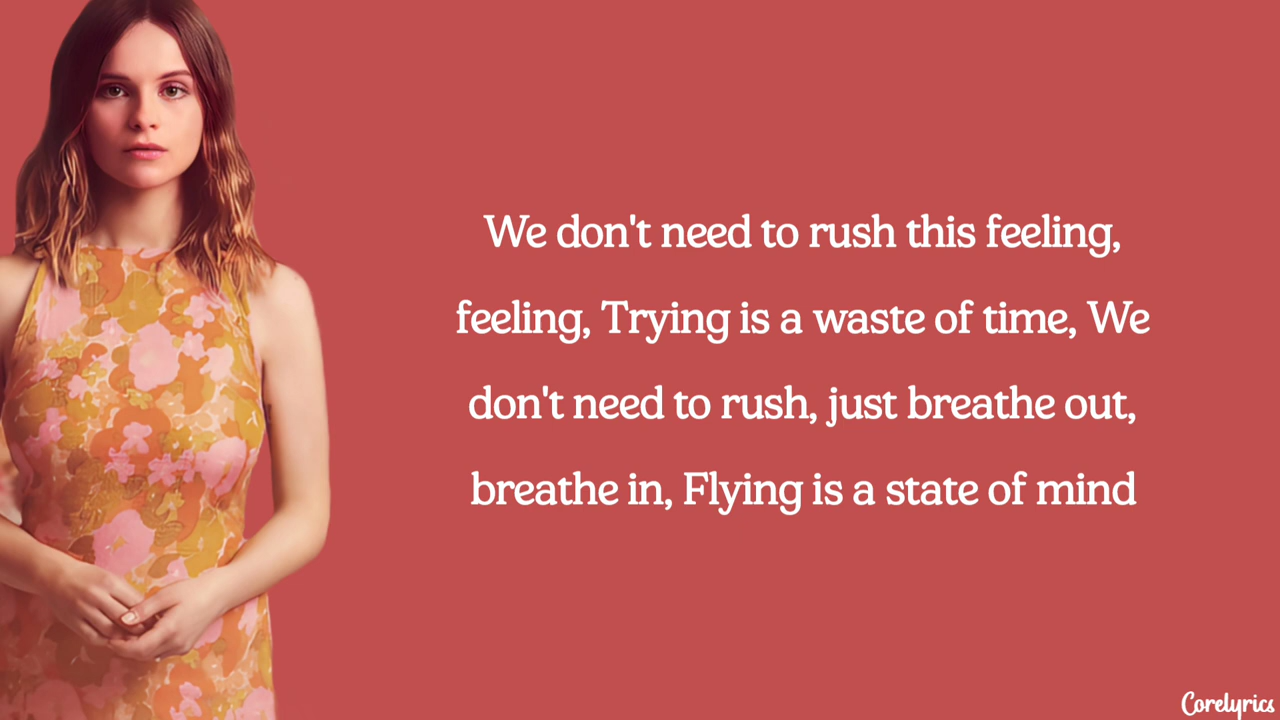 We don't need to rush this feeling,
feeling, Trying is a waste of time, We
don't need to rush, just breathe out,
breathe in, Flying is a state of mind
Corelyrics